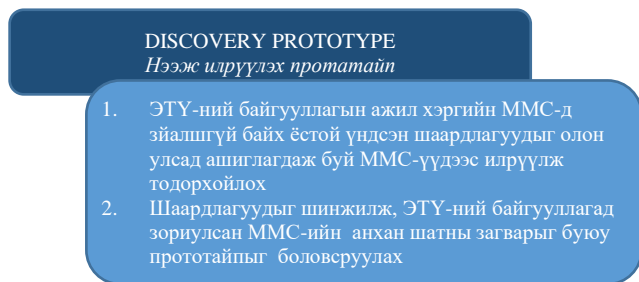 DISCOVERY PROTOTYPE
Нээж илрүүлэх протатайп
1. ЭТҮ-ний байгууллагын ажил хэргийн ММС-д
зйалшгүй байх ёстой үндсэн шаардлагуудыг олон
улсад ашиглагдаж буй ММС-үүдээс илрүүлж
тодорхойлох
2. Шаардлагуудыг шинжилж, ЭТҮ-ний байгууллагад
зориулсан ММС-ийн анхан шатны загварыг буюу
прототайпыг боловсруулах